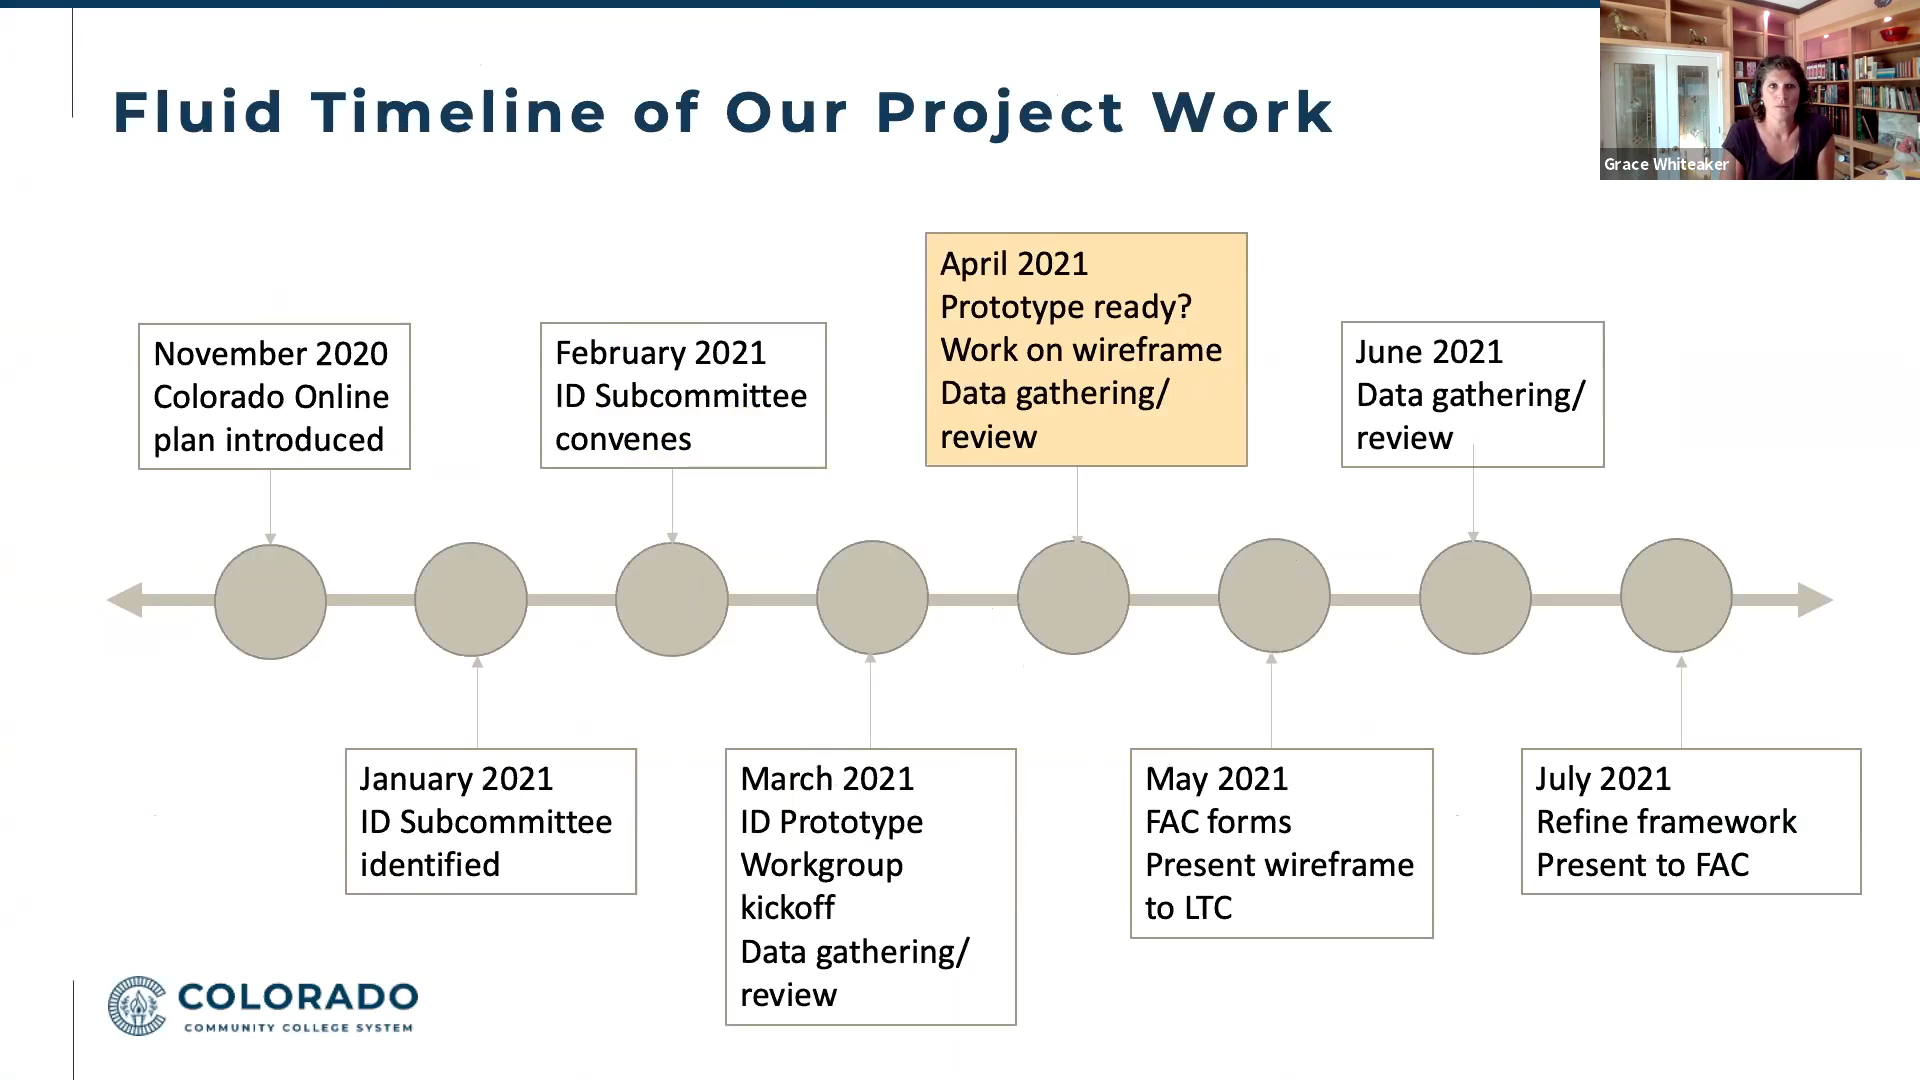 Fluid Timeline of Our Project Work
Grace Whiteaker
November 2020
Colorado Online
plan introduced
February 2021
ID Subcommittee
convenes
April 2021
Prototype ready?
Work on wireframe
Data gathering/
review
June 2021
Data gathering/
review
January 2021
ID Subcommittee
identified
March 2021
ID Prototype
Workgroup
kickoff
Data gathering/
review
May 2021
FAC forms
Present wireframe
to LTC
July 2021
Refine framework
Present to FAC
COLORADO
COMMUNITY COLLEGE SYSTEM